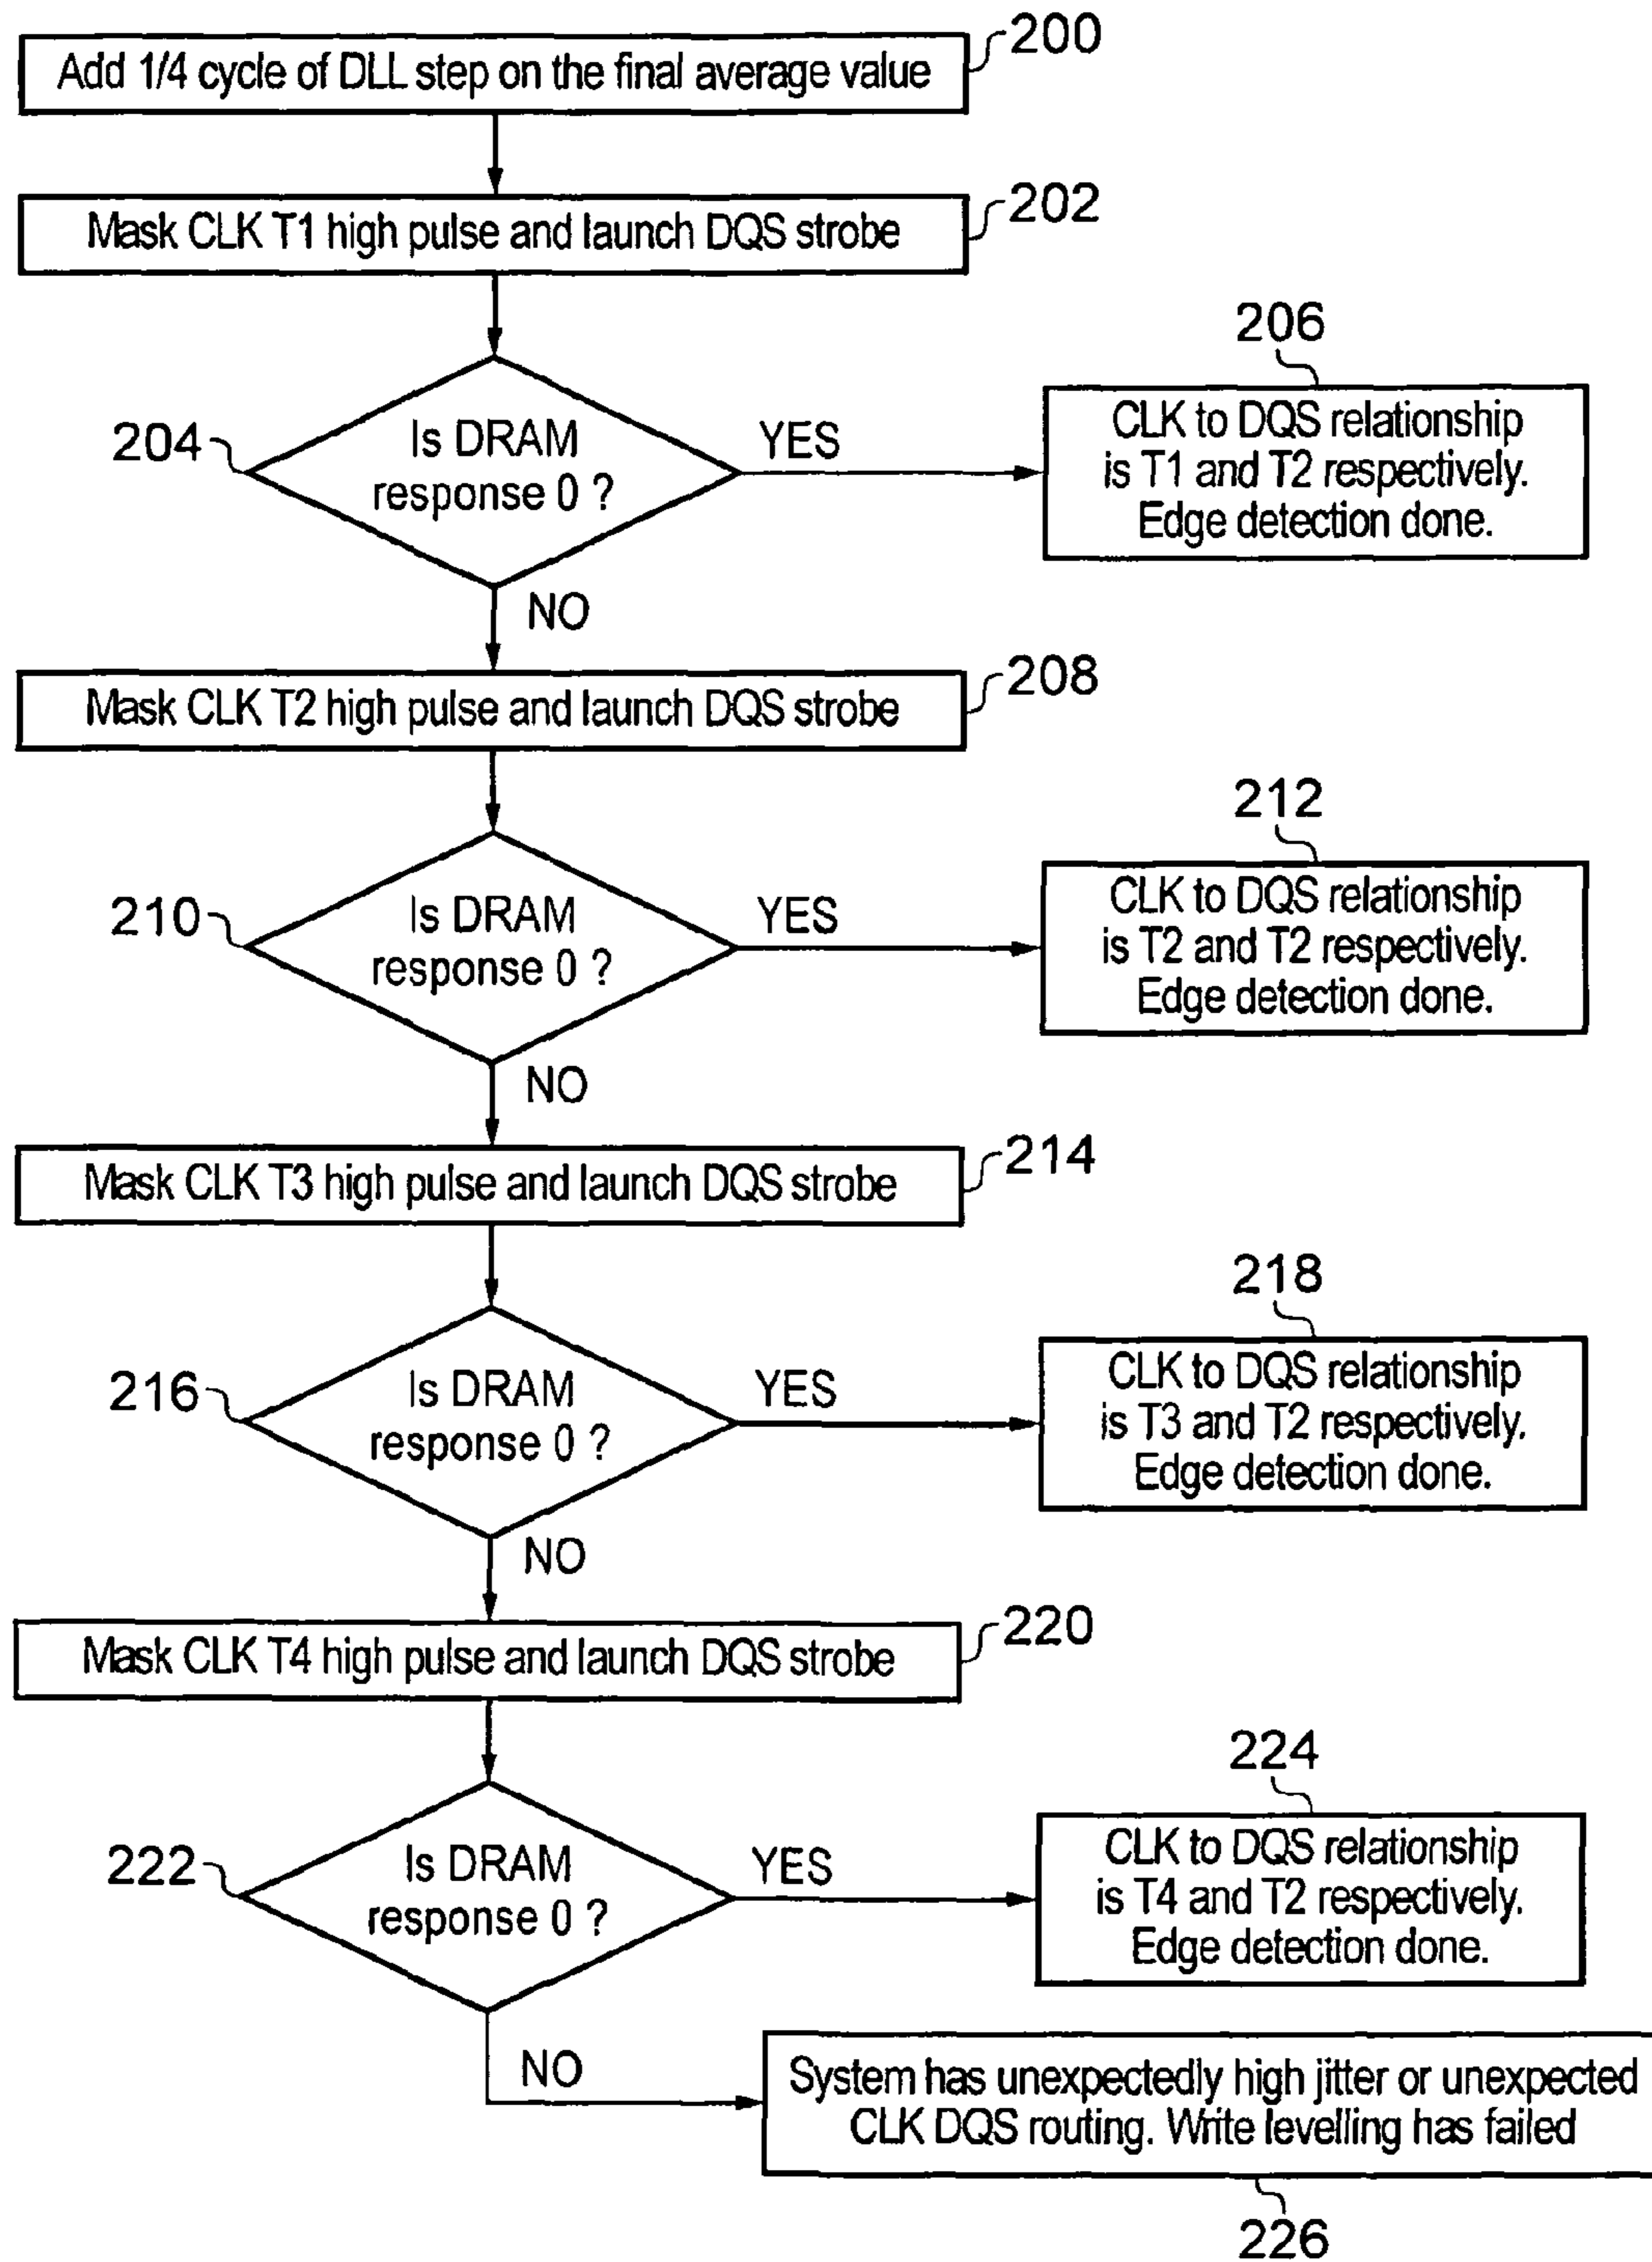 200
Add 1/4 cycle of DLL step on the final average value
202
Mask CLK T1 high pulse and launch DQS strobe
206
204
Is DRAM
response 0 ?
YES
CLK to DQS relationship
is T1 and T2 respectively.
Edge detection done.
NO
208
Mask CLK T2 high pulse and launch DQS strobe
212
210
Is DRAM
response 0 ?
YES
CLK to DQS relationship
is T2 and T2 respectively.
Edge detection done.
NO
214
Mask CLK T3 high pulse and launch DQS strobe
218
216
Is DRAM
response 0 ?
YES
CLK to DQS relationship
is T3 and T2 respectively.
Edge detection done.
NO
220
Mask CLK T4 high pulse and launch DQS strobe
224
222
Is DRAM
response 0 ?
YES
CLK to DQS relationship
is T4 and T2 respectively.
Edge detection done.
NO
System has unexpectedly high jitter or unexpected
CLK DQS routing. Write levelling has failed
226